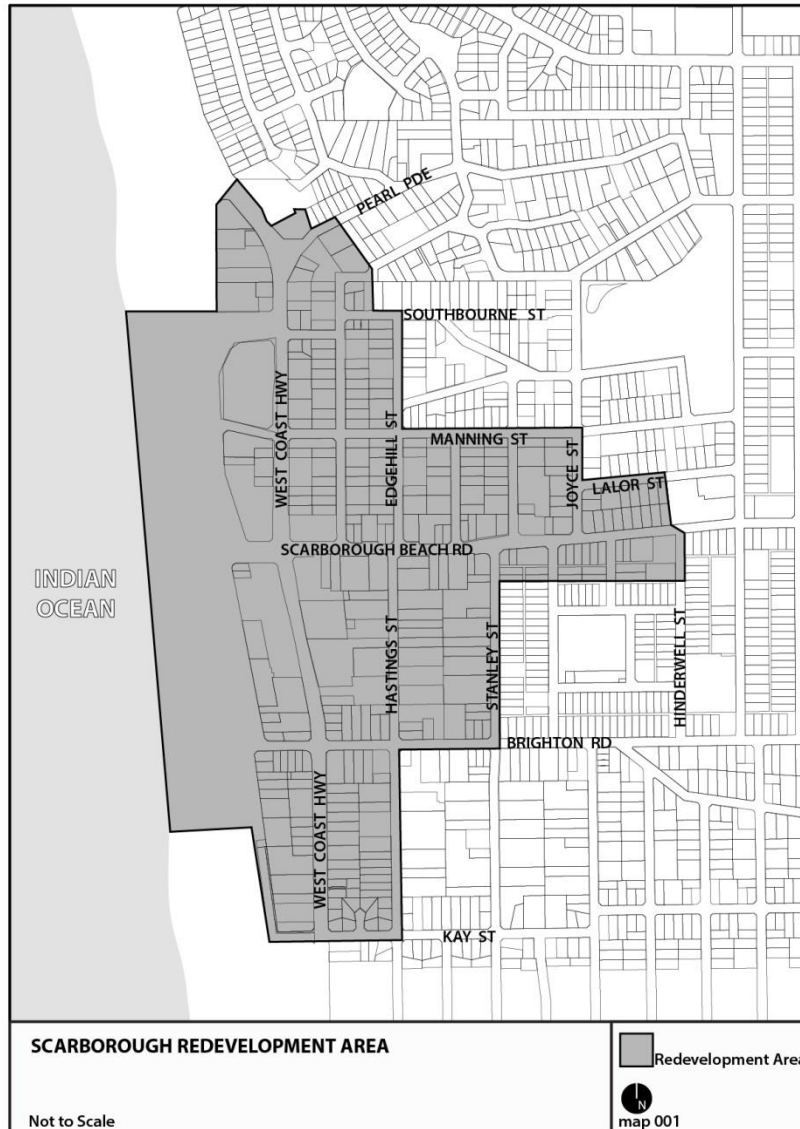 PEARL PDE
SOUTHBOURNE ST
WEST COAST HWY
EDGEHILL ST
MANNING ST
JOYCE ST
LALOR ST
SCARBOROUGH BEACH RD
INDIAN
OCEAN
HASTINGS ST
STANLEY ST
HINDERWELL ST
BRIGHTON RD
WEST COAST HWY
KAY ST
SCARBOROUGH REDEVELOPMENT AREA
Redevelopment Area
N
Not to Scale
map 001